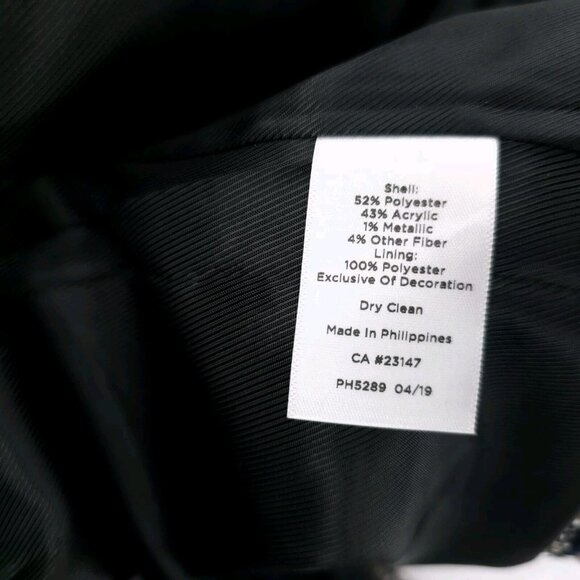 Shell:
52% Polyester
43% Acrylic
1% Metallic
4% Other Fiber
Lining:
100% Polyester
Exclusive Of Decoration
Dry Clean
Made In Philippines
CA #23147
PH5289 04/19